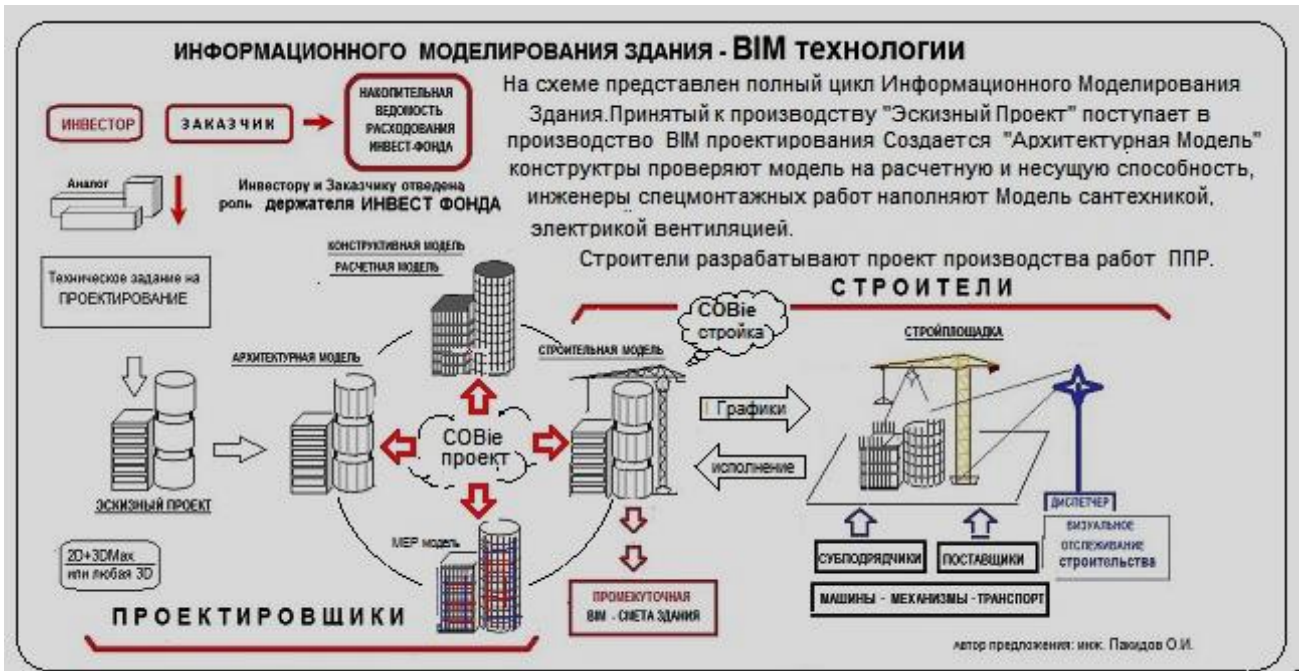 ИНФОРМАЦИОННОГО МОДЕЛИРОВАНИЯ ЗДАНИЯ - BIM технологии
ИНВЕСТОР
ЗАКАЗЧИК
НАКОПИТЕЛЬНАЯ
ВЕДОМОСТЬ
РАСХОДОВАНИЯ
ИНВЕСТ-ФОНДА
На схеме представлен полный цикл Информационного Моделирования
Здания.Принятый к производству "Эскизный Проект" поступает в
производство BIM проектирования Создается "Архитектурная Модель"
конструктры проверяют модель на расчетную и несущую способность,
инженеры спецмонтажных работ наполняют Модель сантехникой,
электрикой вентиляцией.
Строители разрабатывают проект производства работ ППР.
Аналог
Инвестору и Заказчику отведена
роль держателя ИНВЕСТ ФОНДА
Техническое задание на
ПРОЕКТИРОВАНИЕ
КОНСТРУКТИВНАЯ МОДЕЛЬ
РАСЧЕТНАЯ МОДЕЛЬ
СТРОИТЕЛИ
COBie
стройка
СТРОЙПЛОЩАДКА
АРХИТЕКТУРНАЯ МОДЕЛЬ
СТРОИТЕЛЬНАЯ МОДЕЛЬ
COBie
проект
Графики
исполнение
ЭСКИЗНЫЙ ПРОЕКТ
ДИСПЕТЧЕР
ВИЗУАЛЬНОЕ
ОТСЛЕЖИВАНИЕ
строительства
MEP модель
2D+3DMax
или любая 3D
СУБПОДРЯДЧИКИ
ПОСТАВЩИКИ
МАШИНЫ - МЕХАНИЗМЫ-ТРАНСПОРТ
ПРОМЕКУТОЧНАЯ
BIM - СМЕТА ЗДАНИЯ
ПРОЕКТИРОВЩИКИ
автор предложения: инж. Пакидов О.И.